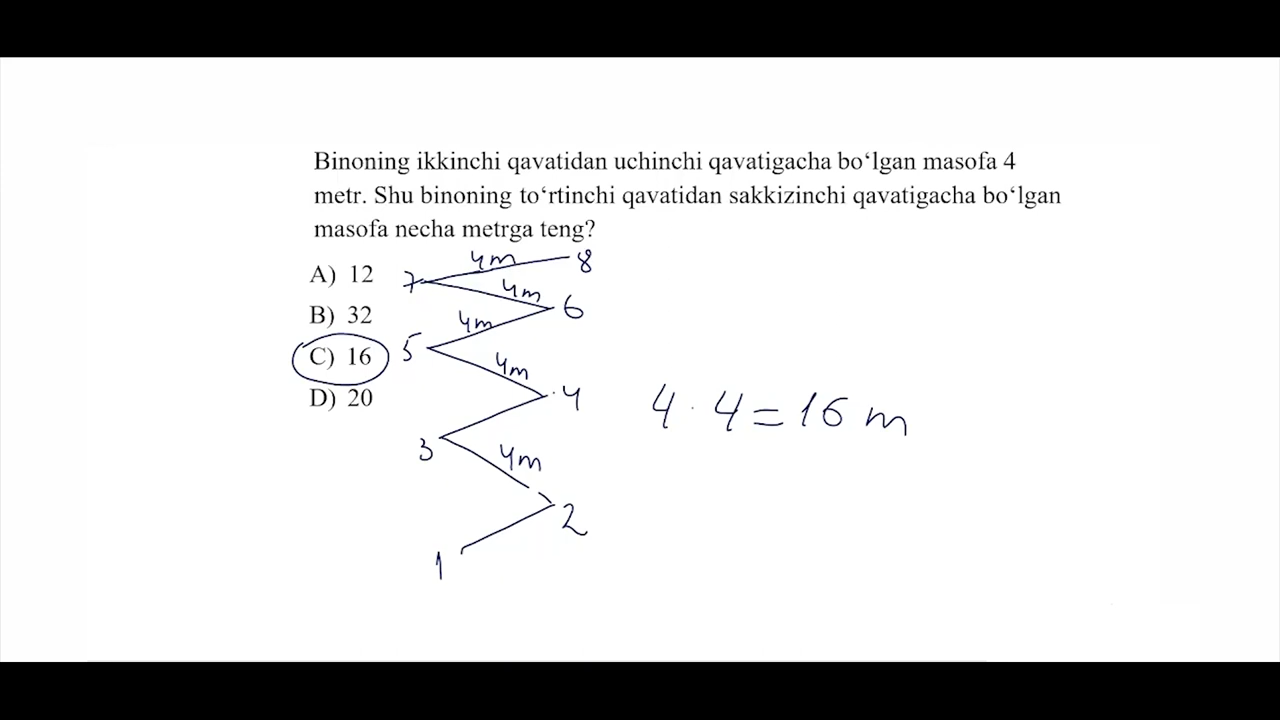 Binoning ikkinchi qavatidan uchinchi qavatigacha bo‘lgan masofa 4
metr. Shu binoning to‘rtinchi qavatidan sakkizinchi qavatigacha bo‘lgan
masofa necha metrga teng?
A) 12
B) 32
C) 16
D) 20
4m 8
7 4m
4m 6
5 4m
4
4 · 4 = 16 m
3 4m
2
1